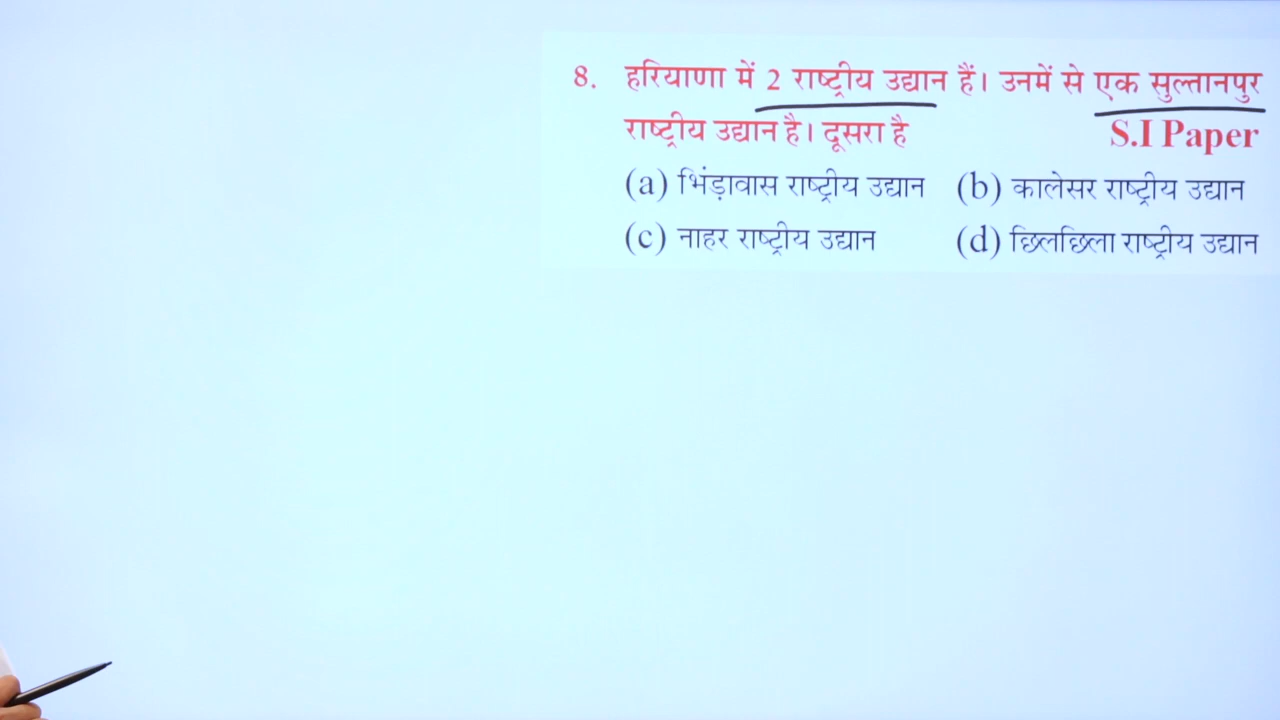 8. हरियाणा में 2 राष्ट्रीय उद्यान हैं। उनमें से एक सुल्तानपुर
राष्ट्रीय उद्यान है। दूसरा है S.I Paper
(a) भिंड़ावास राष्ट्रीय उद्यान (b) कालेसर राष्ट्रीय उद्यान
(c) नाहर राष्ट्रीय उद्यान (d) छिलछिला राष्ट्रीय उद्यान